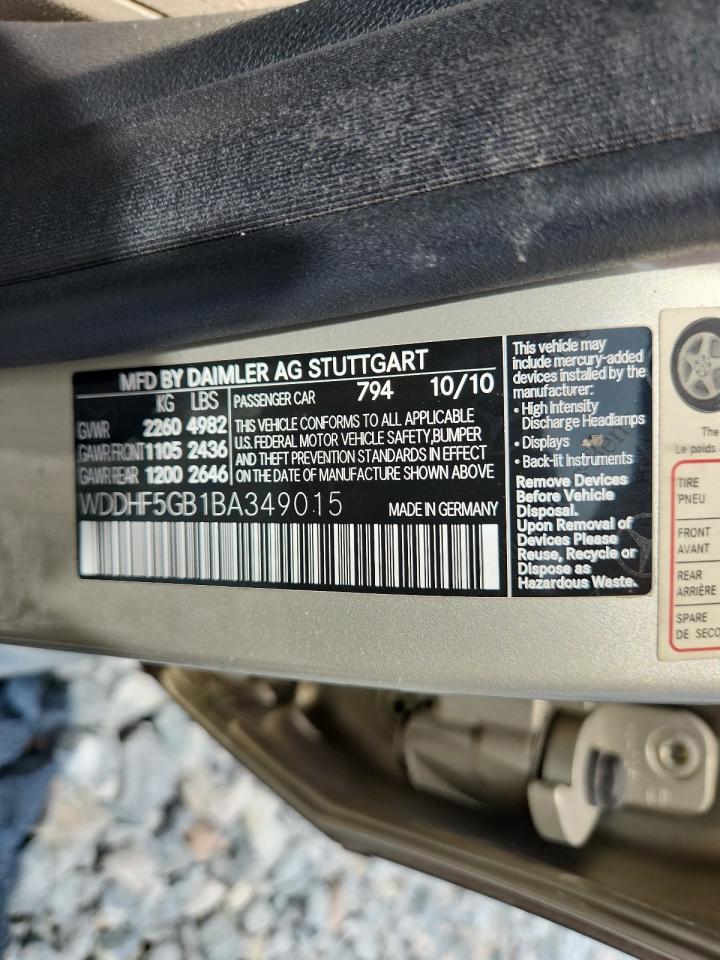 MFD BY DAIMLER AG STUTTGART
KG LBS
GVWR 2260 4982
GAWR FRONT 1105 2436
GAWR REAR 1200 2646
PASSENGER CAR 794 10/10
THIS VEHICLE CONFORMS TO ALL APPLICABLE
U.S. FEDERAL MOTOR VEHICLE SAFETY,BUMPER
AND THEFT PREVENTION STANDARDS IN EFFECT
ON THE DATE OF MANUFACTURE SHOWN ABOVE
WDDHF5GB1BA349015
MADE IN GERMANY
This vehicle may
include mercury-added
devices installed by the
manufacturer:
• High Intensity
Discharge Headlamps
• Displays
• Back-lit Instruments
Remove Devices
Before Vehicle
Disposal.
Upon Removal of
Devices Please
Reuse, Recycle or
Dispose as
Hazardous Waste.
The
Le poids
TIRE
PNEU
FRONT
AVANT
REAR
ARRIÈRE
SPARE
DE SECO